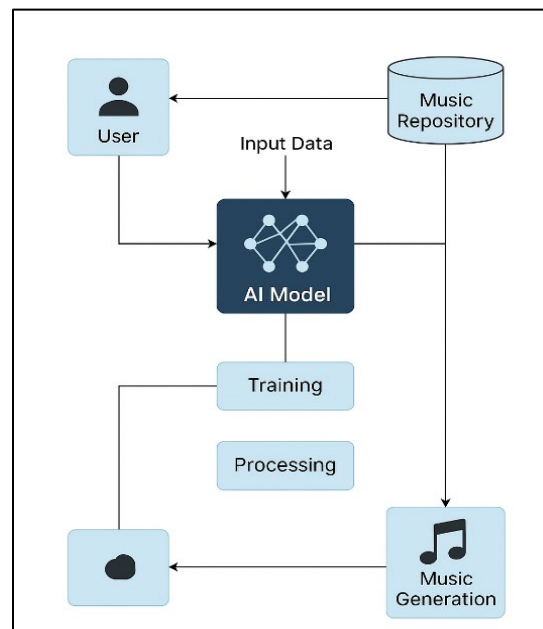 User
Music
Repository
Input Data
AI Model
Training
Processing
Music
Generation